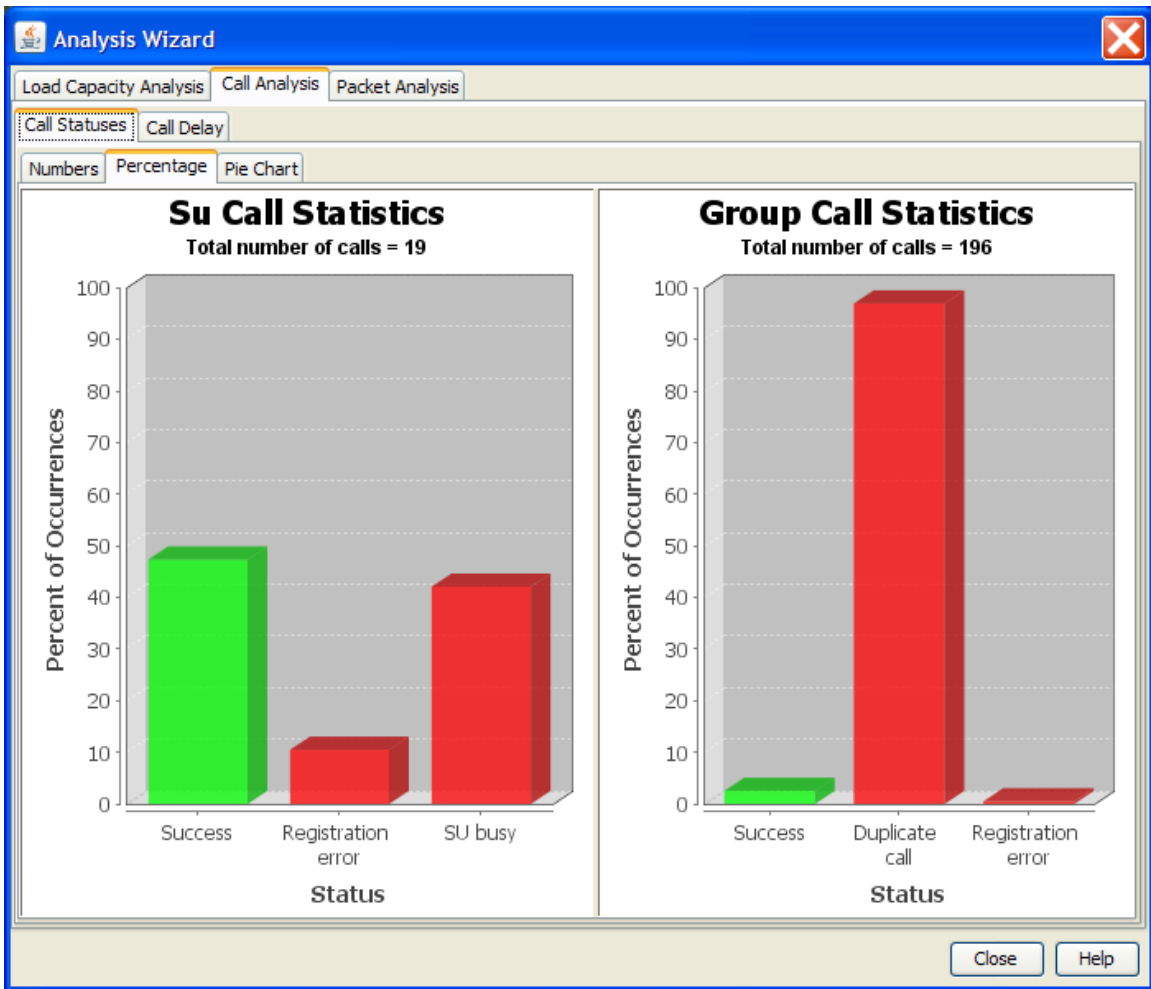 Analysis Wizard
Load Capacity Analysis Call Analysis Packet Analysis
Call Statuses Call Delay
Numbers Percentage Pie Chart
Su Call Statistics
Total number of calls = 19
100
90
80
70
60
50
40
30
20
10
0
Percent of Occurrences
Success Registration error SU busy
Status
Group Call Statistics
Total number of calls = 196
100
90
80
70
60
50
40
30
20
10
0
Percent of Occurrences
Success Duplicate call Registration error
Status
Close Help